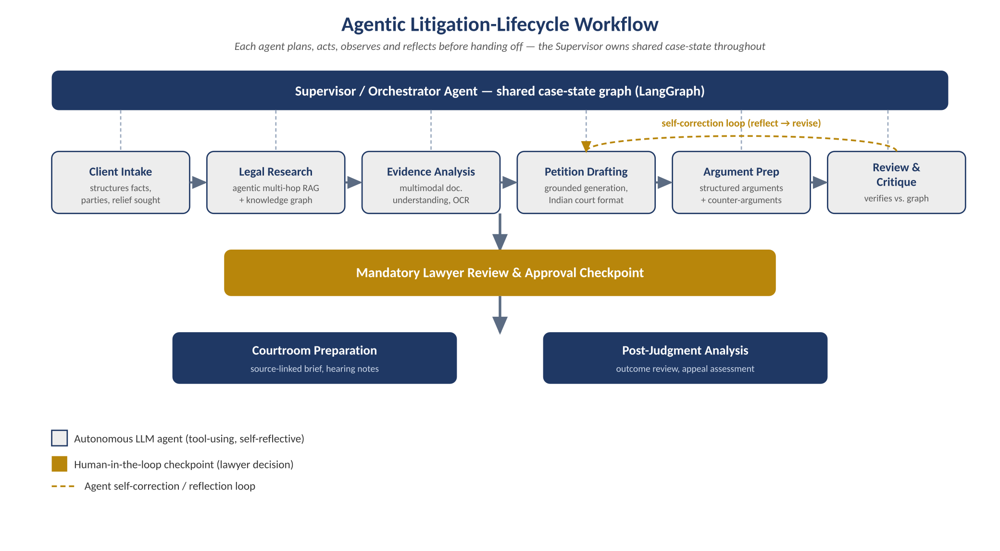 Agentic Litigation-Lifecycle Workflow
Each agent plans, acts, observes and reflects before handing off — the Supervisor owns shared case-state throughout
Supervisor / Orchestrator Agent — shared case-state graph (LangGraph)
self-correction loop (reflect → revise)
Client Intake
structures facts,
parties, relief sought
Legal Research
agentic multi-hop RAG
+ knowledge graph
Evidence Analysis
multimodal doc.
understanding, OCR
Petition Drafting
grounded generation,
Indian court format
Argument Prep
structured arguments
+ counter-arguments
Review &
Critique
verifies vs. graph
Mandatory Lawyer Review & Approval Checkpoint
Courtroom Preparation
source-linked brief, hearing notes
Post-Judgment Analysis
outcome review, appeal assessment
Autonomous LLM agent (tool-using, self-reflective)
Human-in-the-loop checkpoint (lawyer decision)
Agent self-correction / reflection loop